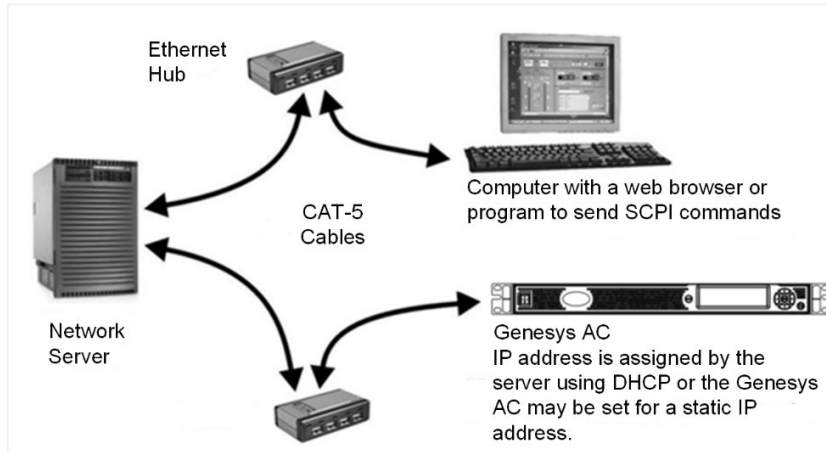 Ethernet
Hub
Computer with a web browser or
program to send SCPI commands
CAT-5
Cables
Network
Server
Genesys AC
IP address is assigned by the
server using DHCP or the Genesys
AC may be set for a static IP
address.